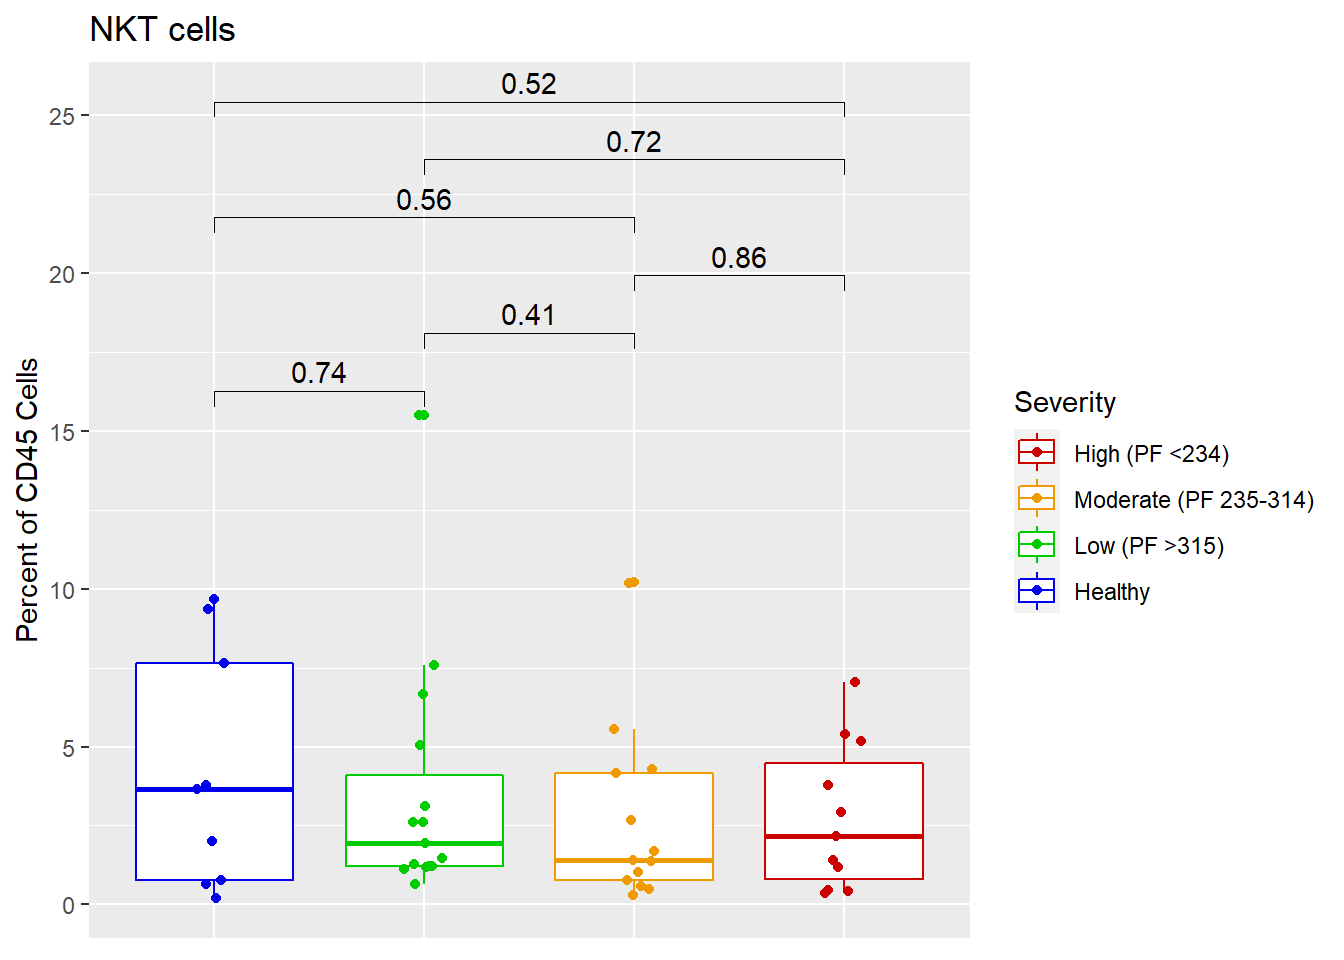 NKT cells
0.52
25
0.72
0.56
20
0.86
0.41
0.74
15
10
5
0
Percent of CD45 Cells
Severity
High (PF <234)
Moderate (PF 235-314)
Low (PF >315)
Healthy